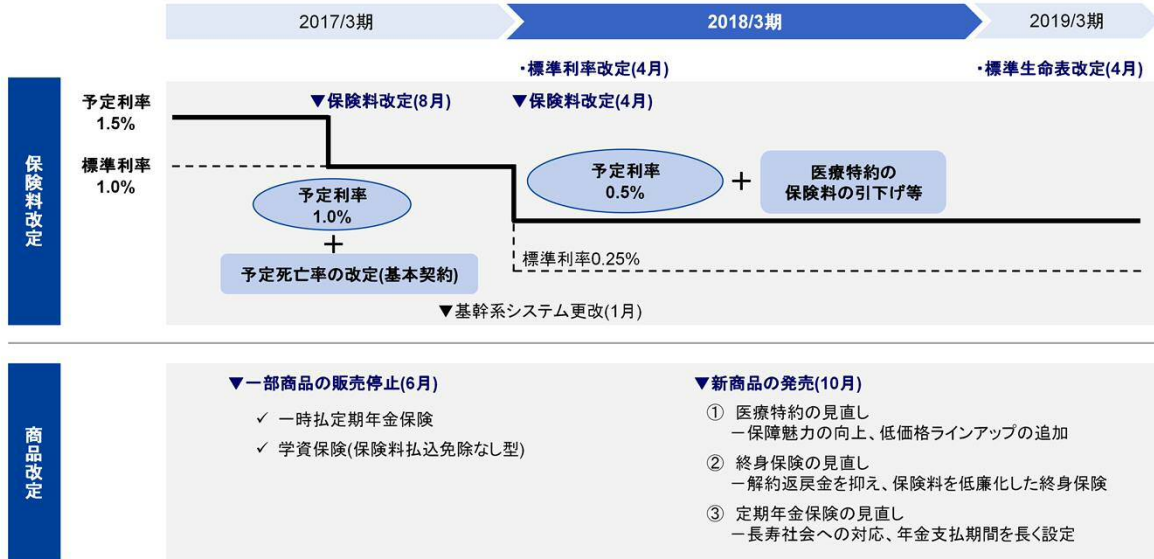 2017/3期
2018/3期
2019/3期
・標準利率改定(4月)
・標準生命表改定(4月)
保険料改定
予定利率
1.5%
▼保険料改定(8月)
▼保険料改定(4月)
標準利率
1.0%
予定利率
1.0%
+
予定死亡率の改定(基本契約)
予定利率
0.5%
+
医療特約の
保険料の引下げ等
標準利率0.25%
▼基幹系システム更改(1月)
商品改定
▼一部商品の販売停止(6月)
✓ 一時払定期年金保険
✓ 学資保険(保険料払込免除なし型)
▼新商品の発売(10月)
① 医療特約の見直し
－保障魅力の向上、低価格ラインアップの追加
② 終身保険の見直し
－解約返戻金を抑え、保険料を低廉化した終身保険
③ 定期年金保険の見直し
－長寿社会への対応、年金支払期間を長く設定